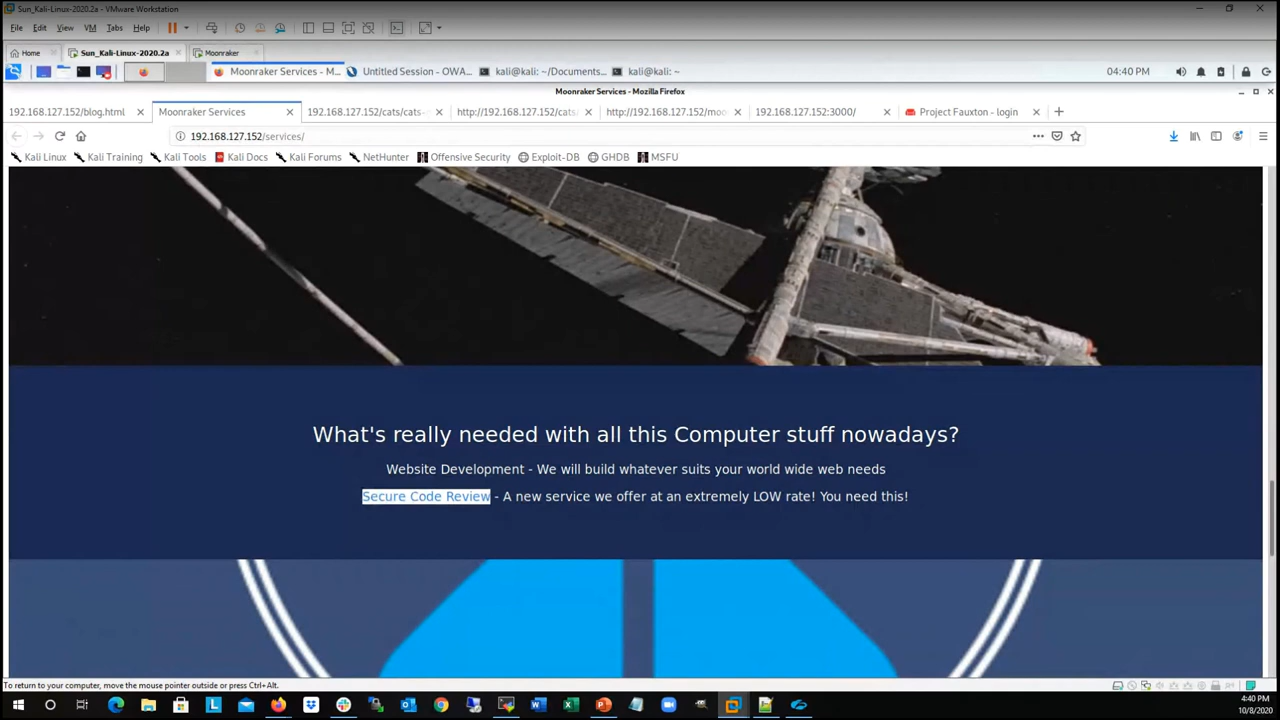 Sun_Kali-Linux-2020.2a - VMware Workstation
File Edit View VM Tabs Help
Home Sun_Kali-Linux-2020.2a Moonraker
Moonraker Services - M... Untitled Session - OWA... kali@kali: ~/Documents... kali@kali: ~ 04:40 PM
Moonraker Services - Mozilla Firefox
192.168.127.152/blog.html Moonraker Services 192.168.127.152/cats/cats- http://192.168.127.152/cats/ http://192.168.127.152/moo 192.168.127.152:3000/ Project Fauxton - login
192.168.127.152/services/
Kali Linux Kali Training Kali Tools Kali Docs Kali Forums NetHunter Offensive Security Exploit-DB GHDB MSFU
What's really needed with all this Computer stuff nowadays?
Website Development - We will build whatever suits your world wide web needs
Secure Code Review - A new service we offer at an extremely LOW rate! You need this!
To return to your computer, move the mouse pointer outside or press Ctrl+Alt.
4:40 PM
10/8/2020